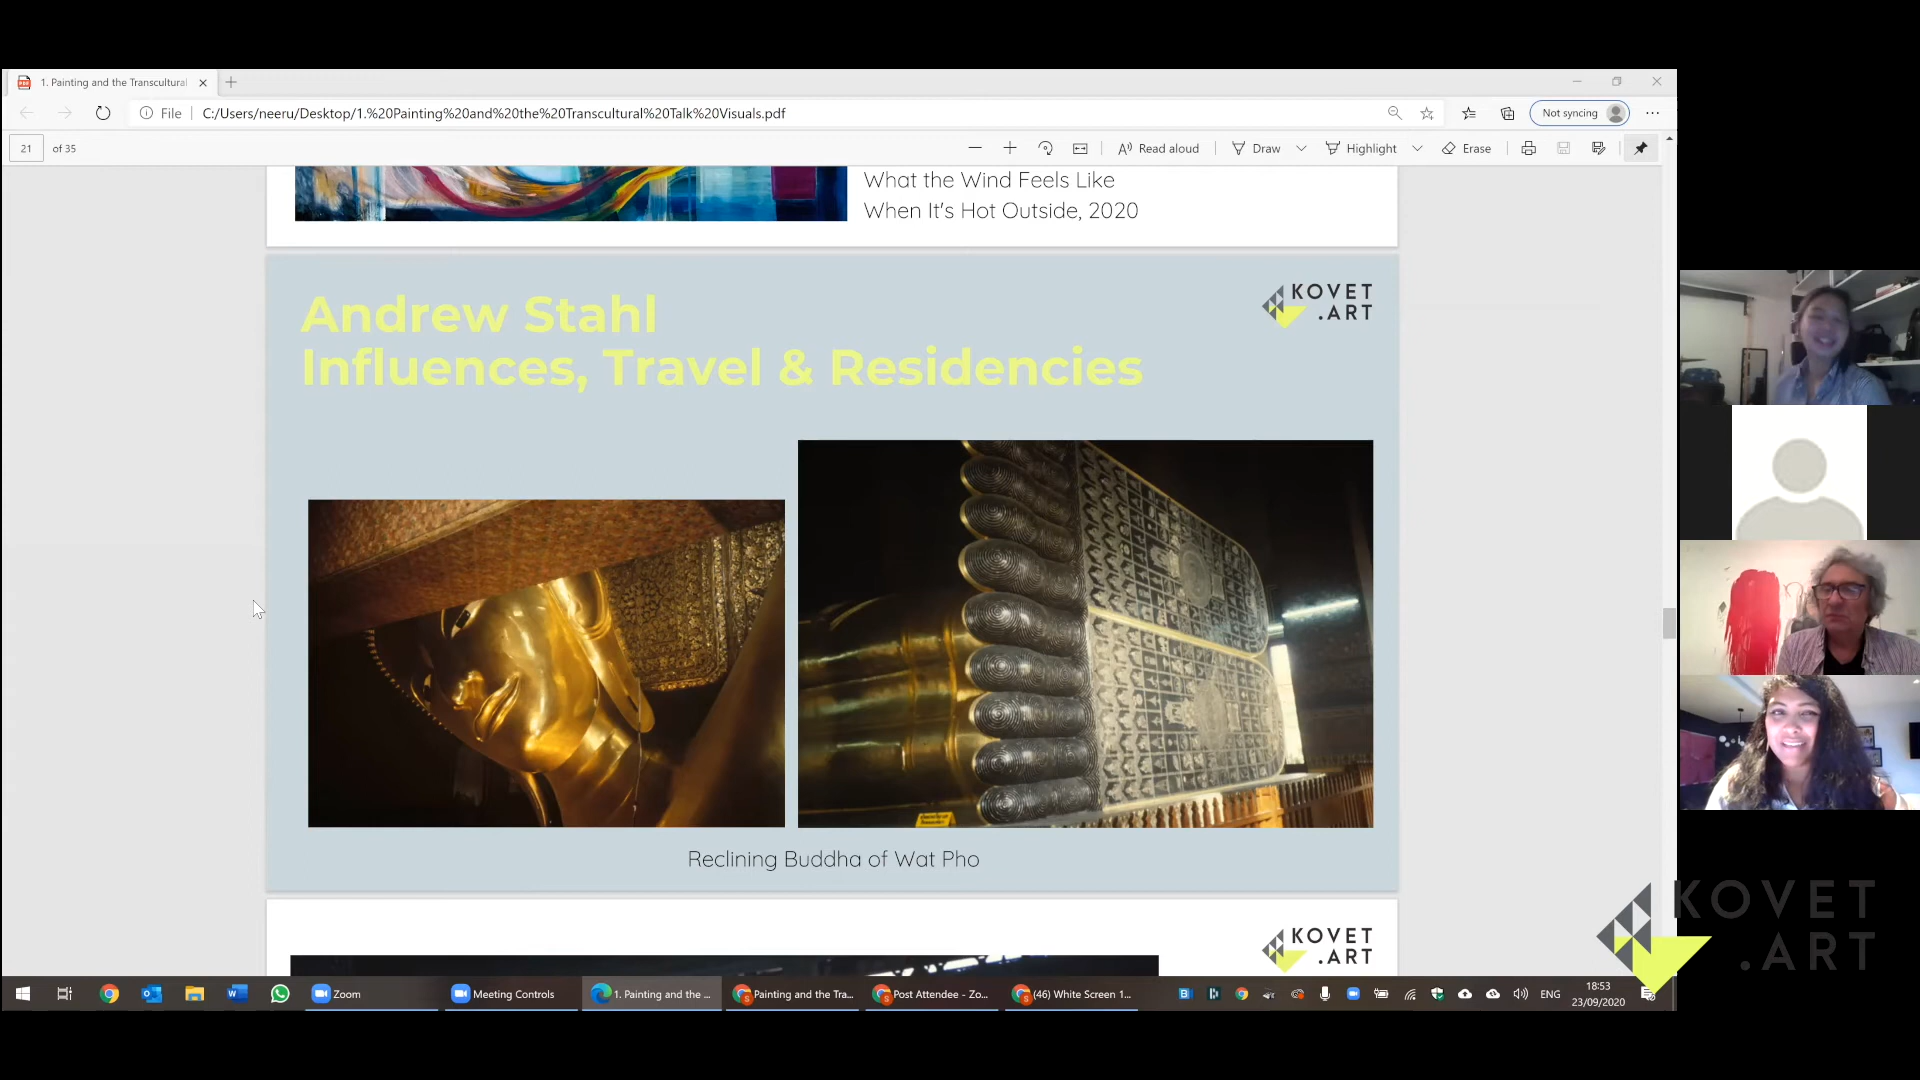 1. Painting and the Transcultural
File
C:/Users/neeru/Desktop/1.%20Painting%20and%20the%20Transcultural%20Talk%20Visuals.pdf
Not syncing
21 of 35
Read aloud
Draw
Highlight
Erase
What the Wind Feels Like
When It's Hot Outside, 2020
Andrew Stahl
Influences, Travel & Residencies
KOVET
.ART
Reclining Buddha of Wat Pho
KOVET
.ART
KOVET
.ART
Zoom
Meeting Controls
1. Painting and the ...
Painting and the Tra...
Post Attendee - Zo...
(46) White Screen 1...
ENG
18:53
23/09/2020